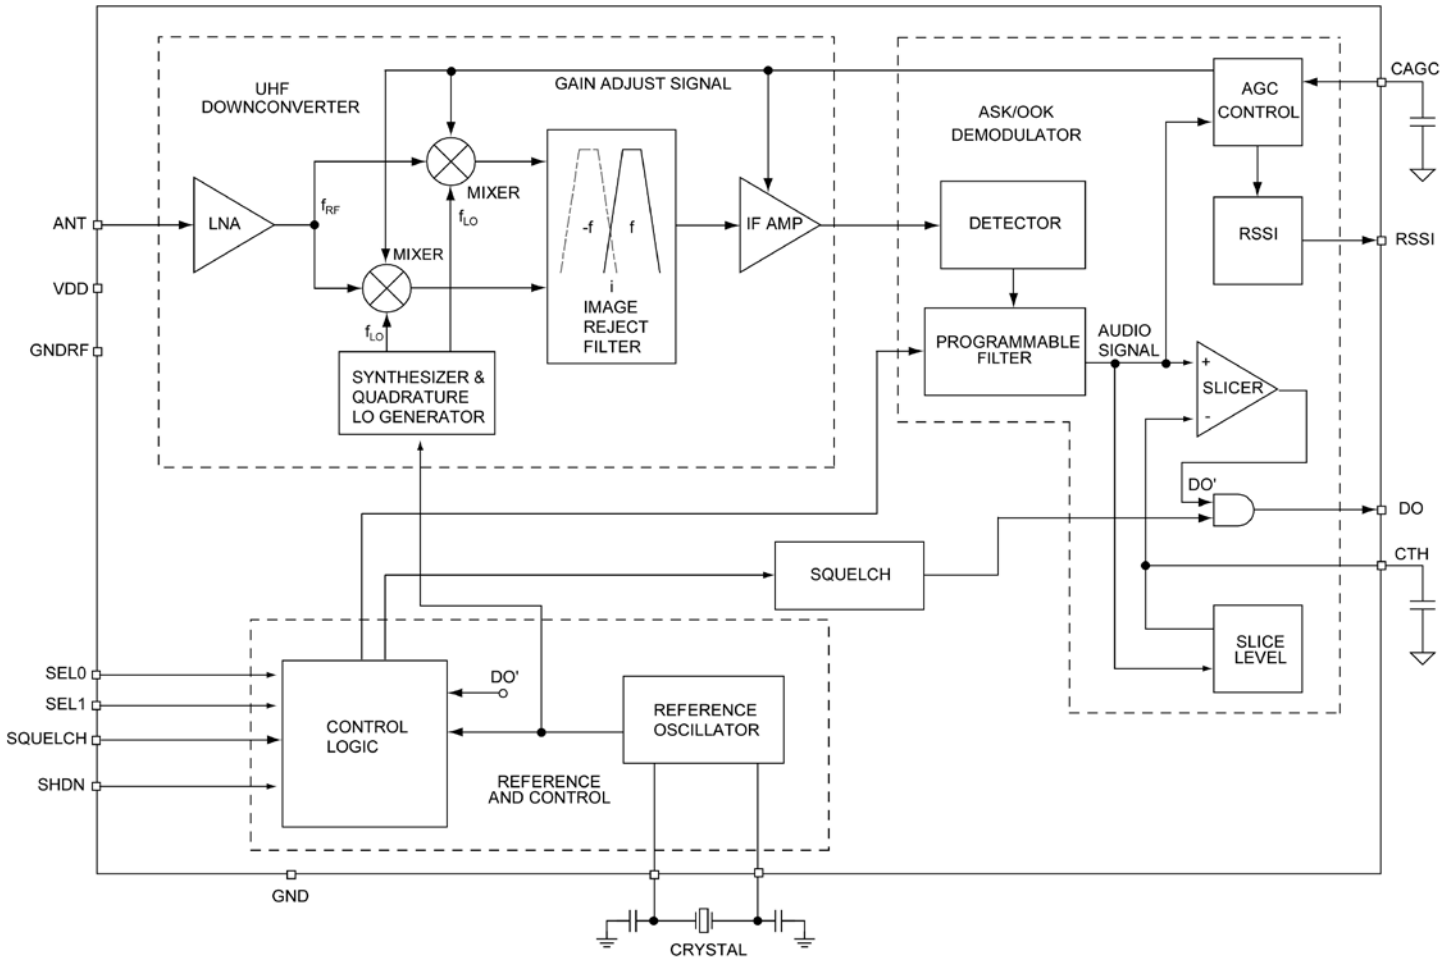 CAGC
UHF
DOWNCONVERTER
GAIN ADJUST SIGNAL
AGC
CONTROL
ASK/OOK
DEMODULATOR
MIXER
fRF
fLO
LNA
ANT
-f
f
IF AMP
DETECTOR
RSSI
RSSI
MIXER
VDD
i
IMAGE
REJECT
FILTER
fLO
GNDRF
PROGRAMMABLE
FILTER
AUDIO
SIGNAL
+
SLICER
-
SYNTHESIZER &
QUADRATURE
LO GENERATOR
DO'
DO
CTH
SQUELCH
SLICE
LEVEL
SEL0
SEL1
SQUELCH
SHDN
DO'
CONTROL
LOGIC
REFERENCE
OSCILLATOR
REFERENCE
AND CONTROL
GND
CRYSTAL